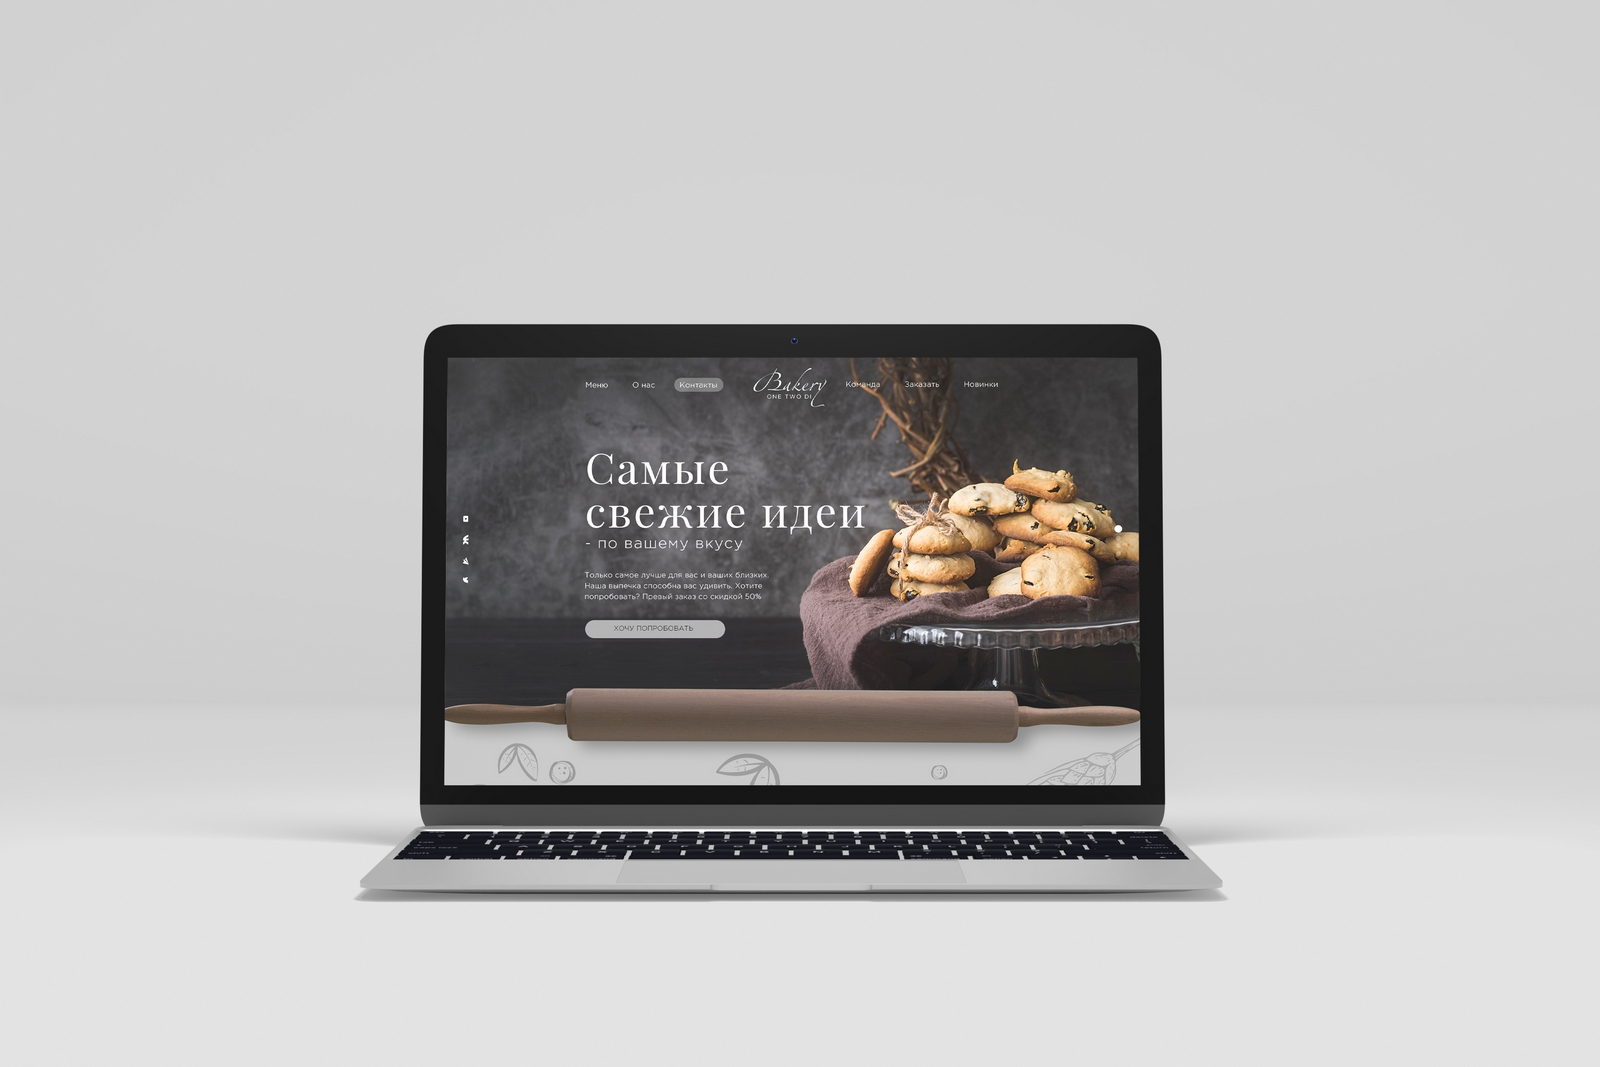 Меню О нас Контакты Bakery Команда Заказать Новинки
ONE TWO DI
Самые
свежие идеи
- по вашему вкусу
Только самое лучше для вас и ваших близких.
Наша выпечка способна вас удивить. Хотите
попробовать? Превый заказ со скидкой 50%
ХОЧУ ПОПРОБОВАТЬ